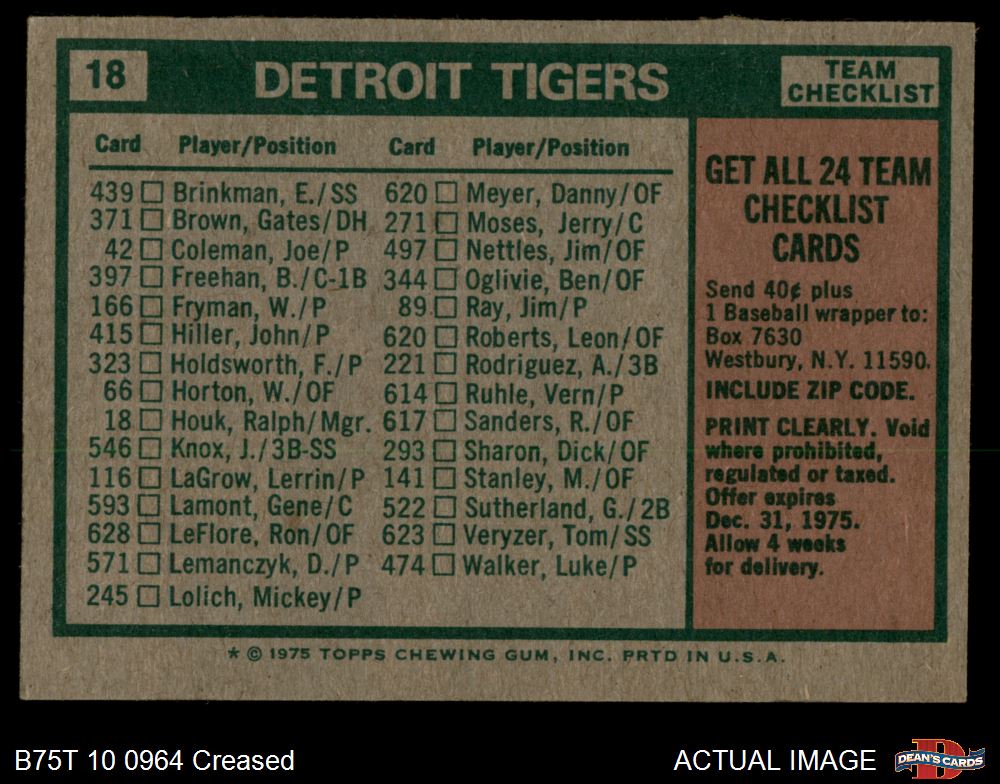 18
DETROIT TIGERS
TEAM
CHECKLIST
Card Player/Position Card Player/Position
439 Brinkman, E./SS 620 Meyer, Danny/OF
371 Brown, Gates/DH 271 Moses, Jerry/C
42 Coleman, Joe/P 497 Nettles, Jim/OF
397 Freehan, B./C-1B 344 Oglivie, Ben/OF
166 Fryman, W./P 89 Ray, Jim/P
415 Hiller, John/P 620 Roberts, Leon/OF
323 Holdsworth, F./P 221 Rodriguez, A./3B
66 Horton, W./OF 614 Ruhle, Vern/P
18 Houk, Ralph/Mgr. 617 Sanders, R./OF
546 Knox, J./3B-SS 293 Sharon, Dick/OF
116 LaGrow, Lerrin/P 141 Stanley, M./OF
593 Lamont, Gene/C 522 Sutherland, G./2B
628 LeFlore, Ron/OF 623 Veryzer, Tom/SS
571 Lemanczyk, D./P 474 Walker, Luke/P
245 Lolich, Mickey/P
GET ALL 24 TEAM
CHECKLIST
CARDS
Send 40¢ plus
1 Baseball wrapper to:
Box 7630
Westbury, N.Y. 11590.
INCLUDE ZIP CODE.
PRINT CLEARLY. Void
where prohibited,
regulated or taxed.
Offer expires
Dec. 31, 1975.
Allow 4 weeks
for delivery.
* © 1975 TOPPS CHEWING GUM, INC. PRTD IN U.S.A.
B75T 10 0964 Creased
ACTUAL IMAGE
D
DEAN'S CARDS